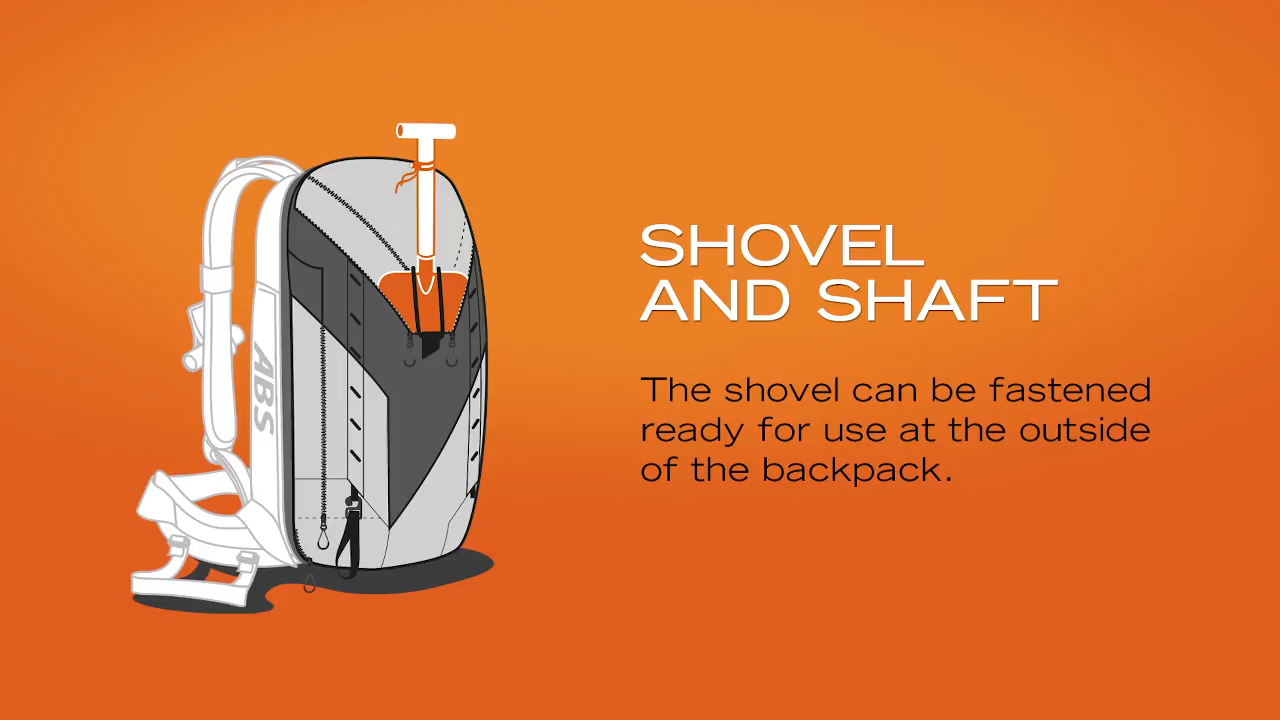 ABS
SHOVEL
AND SHAFT
The shovel can be fastened
ready for use at the outside
of the backpack.